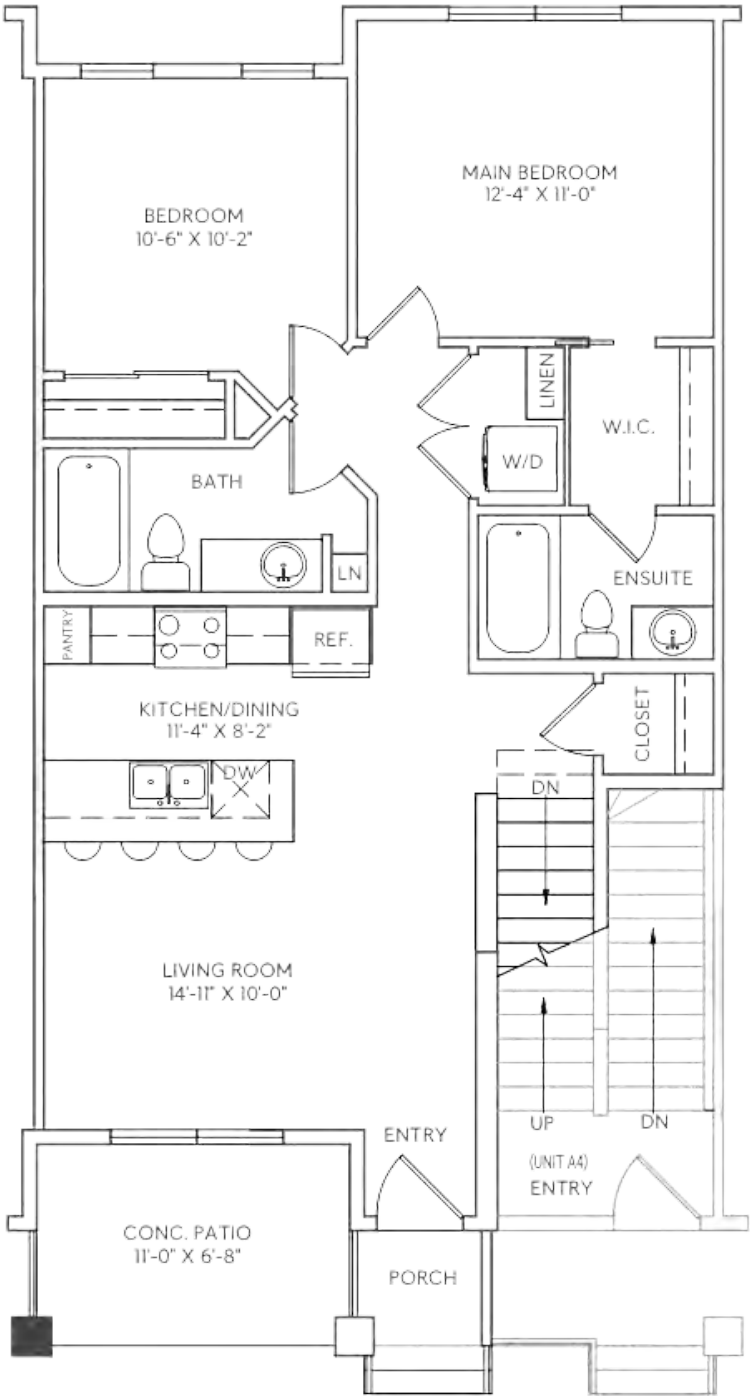 MAIN BEDROOM
12'-4" X 11'-0"
BEDROOM
10'-6" X 10'-2"
LINEN
W.I.C.
W/D
BATH
LN
ENSUITE
PANTRY
REF.
KITCHEN/DINING
11'-4" X 8'-2"
CLOSET
DW
DN
LIVING ROOM
14'-11" X 10'-0"
UP
DN
ENTRY
(UNIT A4)
ENTRY
CONC. PATIO
11'-0" X 6'-8"
PORCH